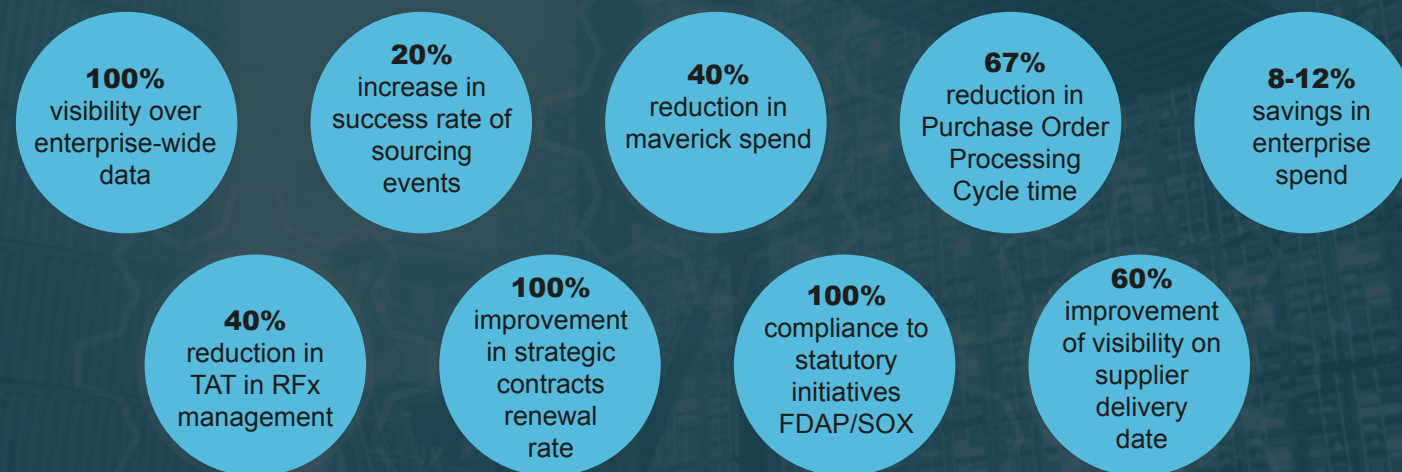 100%
visibility over
enterprise-wide
data
20%
increase in
success rate of
sourcing
events
40%
reduction in
maverick spend
67%
reduction in
Purchase Order
Processing
Cycle time
8-12%
savings in
enterprise
spend
40%
reduction in
TAT in RFx
management
100%
improvement
in strategic
contracts
renewal
rate
100%
compliance to
statutory
initiatives
FDAP/SOX
60%
improvement
of visibility on
supplier
delivery
date